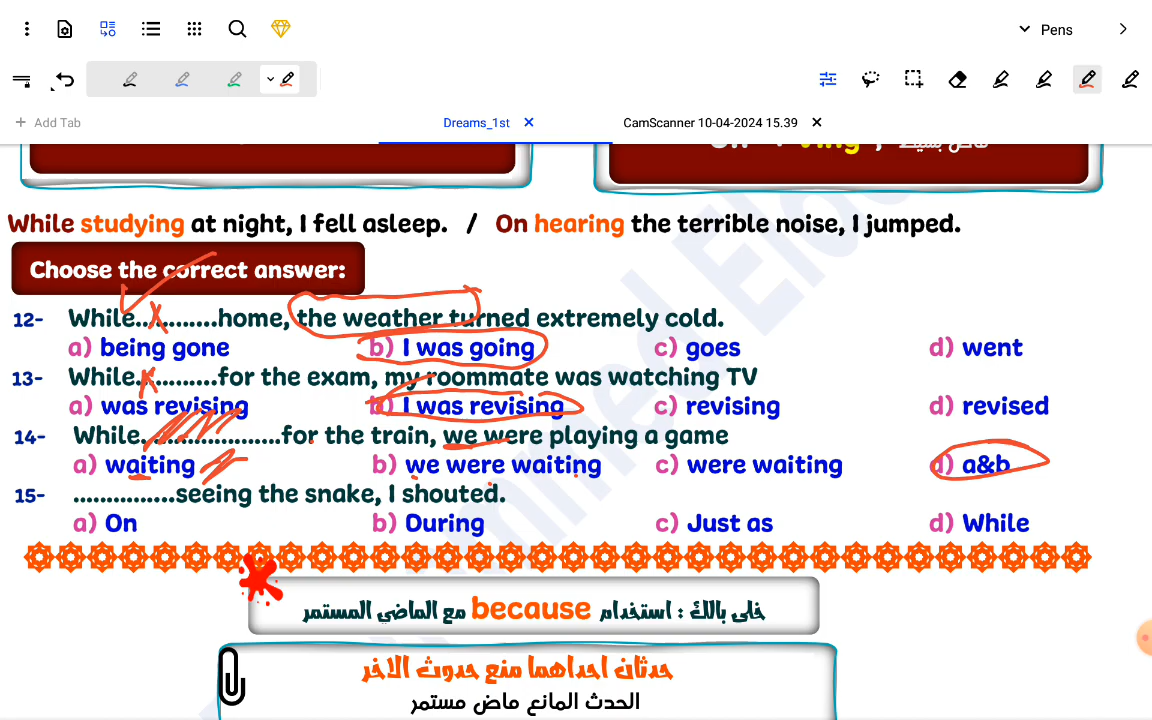 Pens
+ Add Tab
Dreams_1st
CamScanner 10-04-2024 15.39
While studying at night, I fell asleep. / On hearing the terrible noise, I jumped.
Choose the correct answer:
12- While.............home, the weather turned extremely cold.
a) being gone b) I was going c) goes d) went
13- While............for the exam, my roommate was watching TV
a) was revising b) I was revising c) revising d) revised
14- While......................for the train, we were playing a game
a) waiting b) we were waiting c) were waiting d) a&b
15- ................seeing the snake, I shouted.
a) On b) During c) Just as d) While
خلى بالك : استخدام because مع الماضي المستمر
حدثان احداهما منع حدوث الاخر
الحدث المانع ماض مستمر